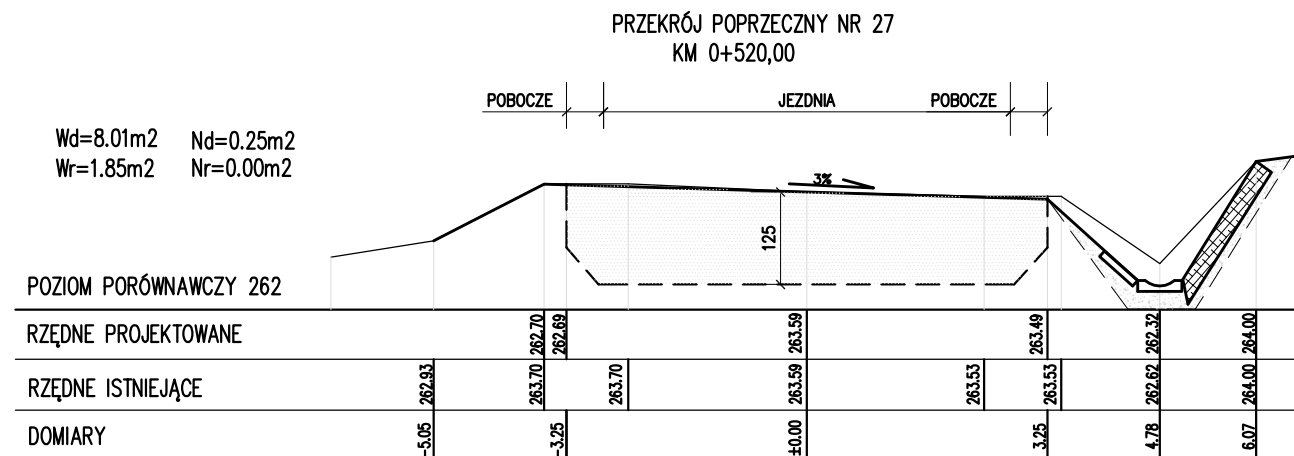 PRZEKRÓJ POPRZECZNY NR 27
KM 0+520,00
POBOCZE JEZDNIA POBOCZE
Wd=8.01m2 Nd=0.25m2
Wr=1.85m2 Nr=0.00m2
3%
125
POZIOM PORÓWNAWCZY 262
RZĘDNE PROJEKTOWANE 262.70 262.69 263.59 263.49 262.32 264.00
RZĘDNE ISTNIEJĄCE 262.93 263.70 263.70 263.59 263.53 263.53 262.62 264.00
DOMIARY -5.05 -3.25 ±0.00 3.25 4.78 6.07